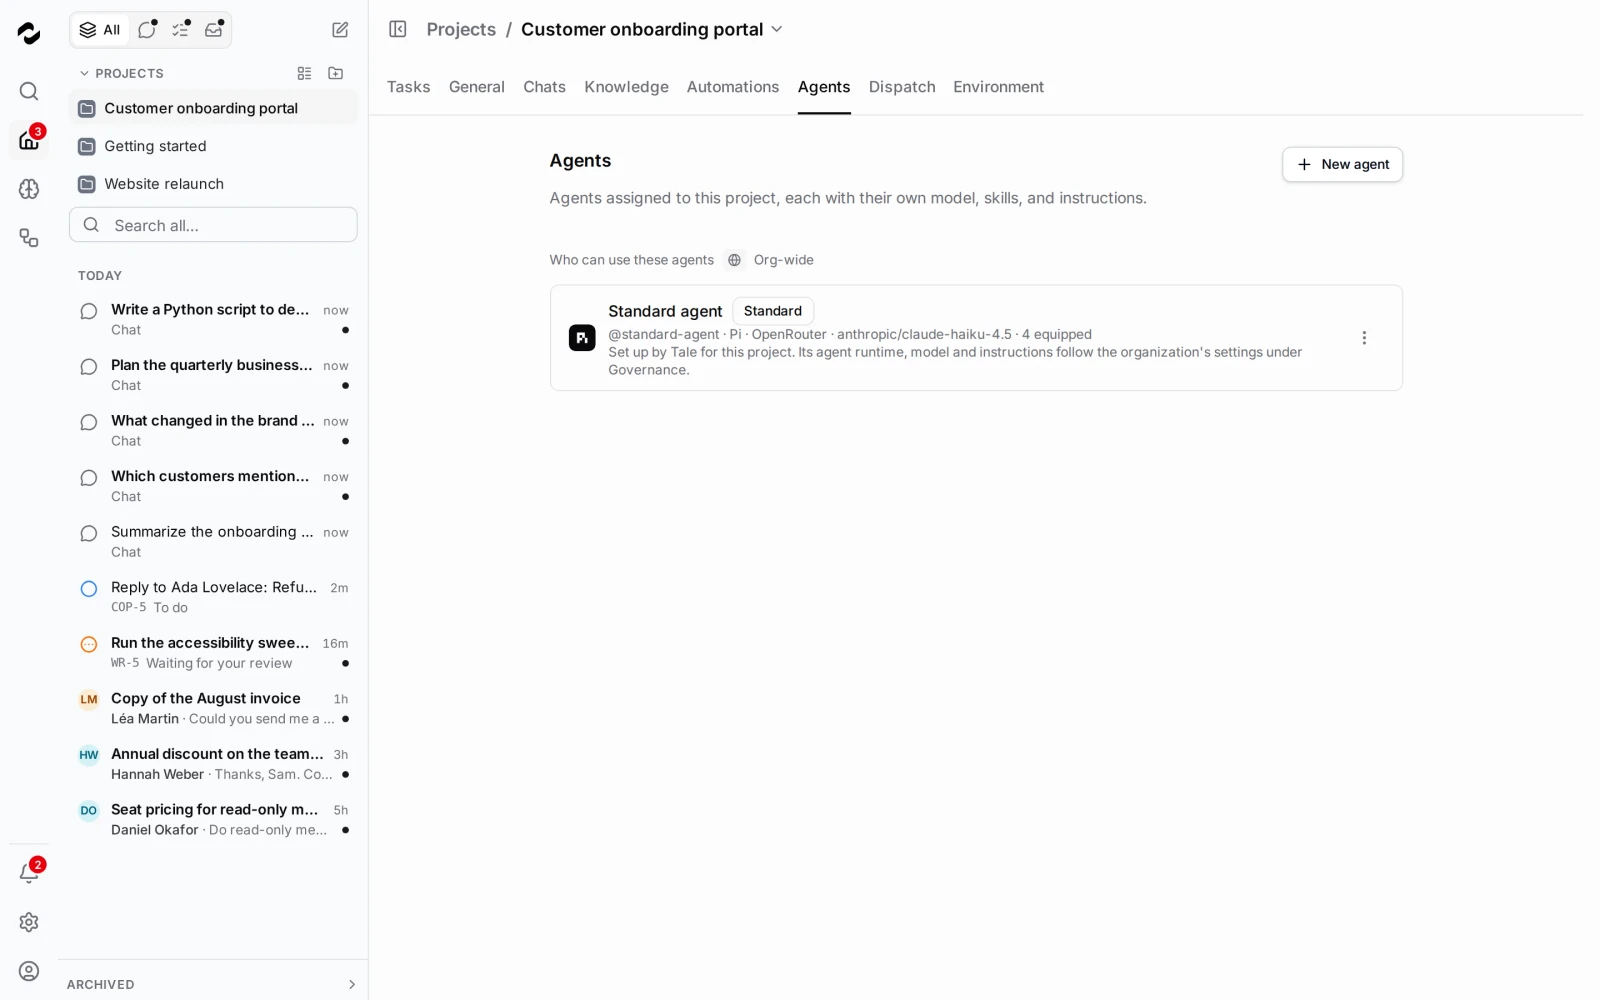 All
PROJECTS
Customer onboarding portal
Getting started
Website relaunch
Search all...
TODAY
Write a Python script to de... now
Chat
Plan the quarterly business... now
Chat
What changed in the brand ... now
Chat
Which customers mention... now
Chat
Summarize the onboarding ... now
Chat
Reply to Ada Lovelace: Refu... 2m
COP-5 To do
Run the accessibility swee... 16m
WR-5 Waiting for your review
LM Copy of the August invoice 1h
Léa Martin · Could you send me a ...
HW Annual discount on the team... 3h
Hannah Weber · Thanks, Sam. Co...
DO Seat pricing for read-only m... 5h
Daniel Okafor · Do read-only me...
ARCHIVED
3
2
Projects / Customer onboarding portal
Tasks General Chats Knowledge Automations Agents Dispatch Environment
Agents
New agent
Agents assigned to this project, each with their own model, skills, and instructions.
Who can use these agents Org-wide
Standard agent Standard
@standard-agent · Pi · OpenRouter · anthropic/claude-haiku-4.5 · 4 equipped
Set up by Tale for this project. Its agent runtime, model and instructions follow the organization's settings under
Governance.